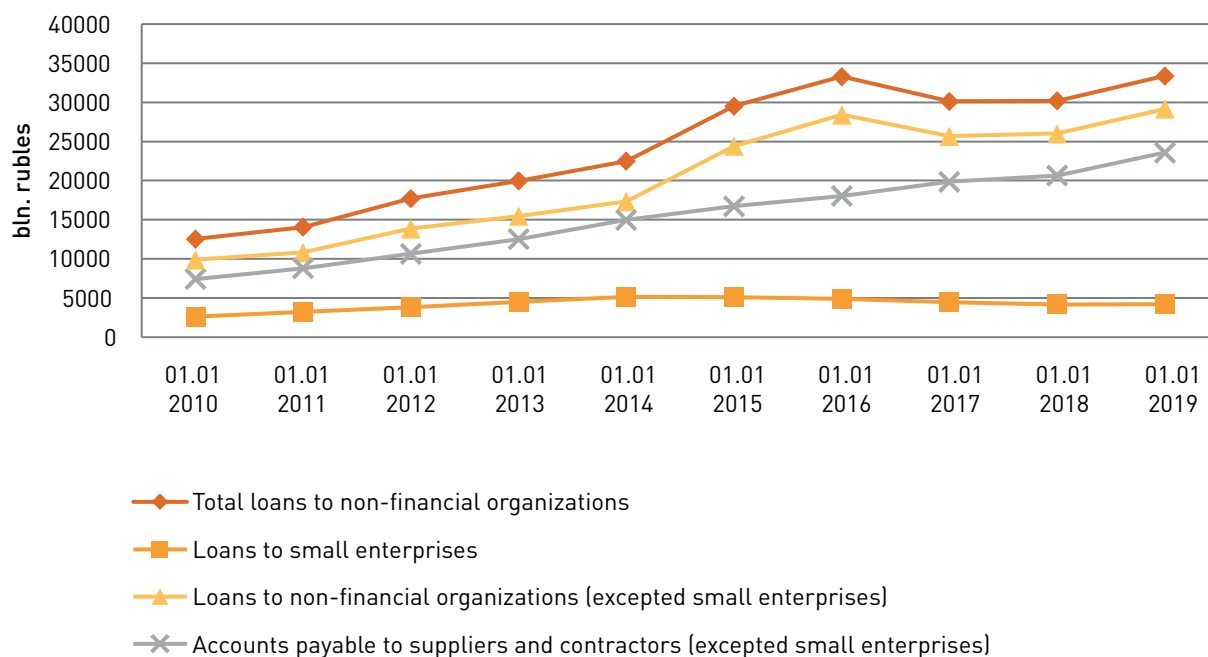 40000
35000
30000
25000
20000
15000
10000
5000
0
bln. rubles
01.01 01.01 01.01 01.01 01.01 01.01 01.01 01.01 01.01 01.01
2010 2011 2012 2013 2014 2015 2016 2017 2018 2019
Total loans to non-financial organizations
Loans to small enterprises
Loans to non-financial organizations (excepted small enterprises)
Accounts payable to suppliers and contractors (excepted small enterprises)